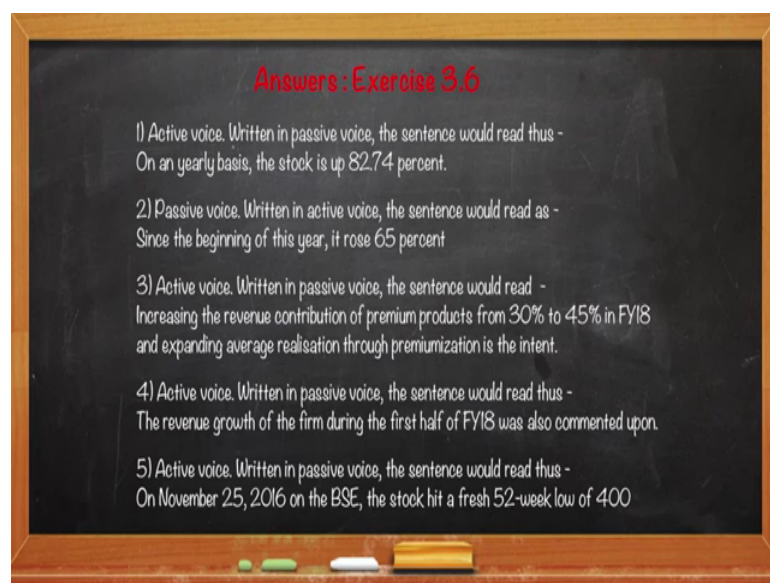 Answers : Exercise 3.6
1) Active voice. Written in passive voice, the sentence would read thus -
On an yearly basis, the stock is up 82.74 percent.
2) Passive voice. Written in active voice, the sentence would read as -
Since the beginning of this year, it rose 65 percent
3) Active voice. Written in passive voice, the sentence would read -
Increasing the revenue contribution of premium products from 30% to 45% in FY18
and expanding average realisation through premiumization is the intent.
4) Active voice. Written in passive voice, the sentence would read thus -
The revenue growth of the firm during the first half of FY18 was also commented upon.
5) Active voice. Written in passive voice, the sentence would read thus -
On November 25, 2016 on the BSE, the stock hit a fresh 52-week low of 400